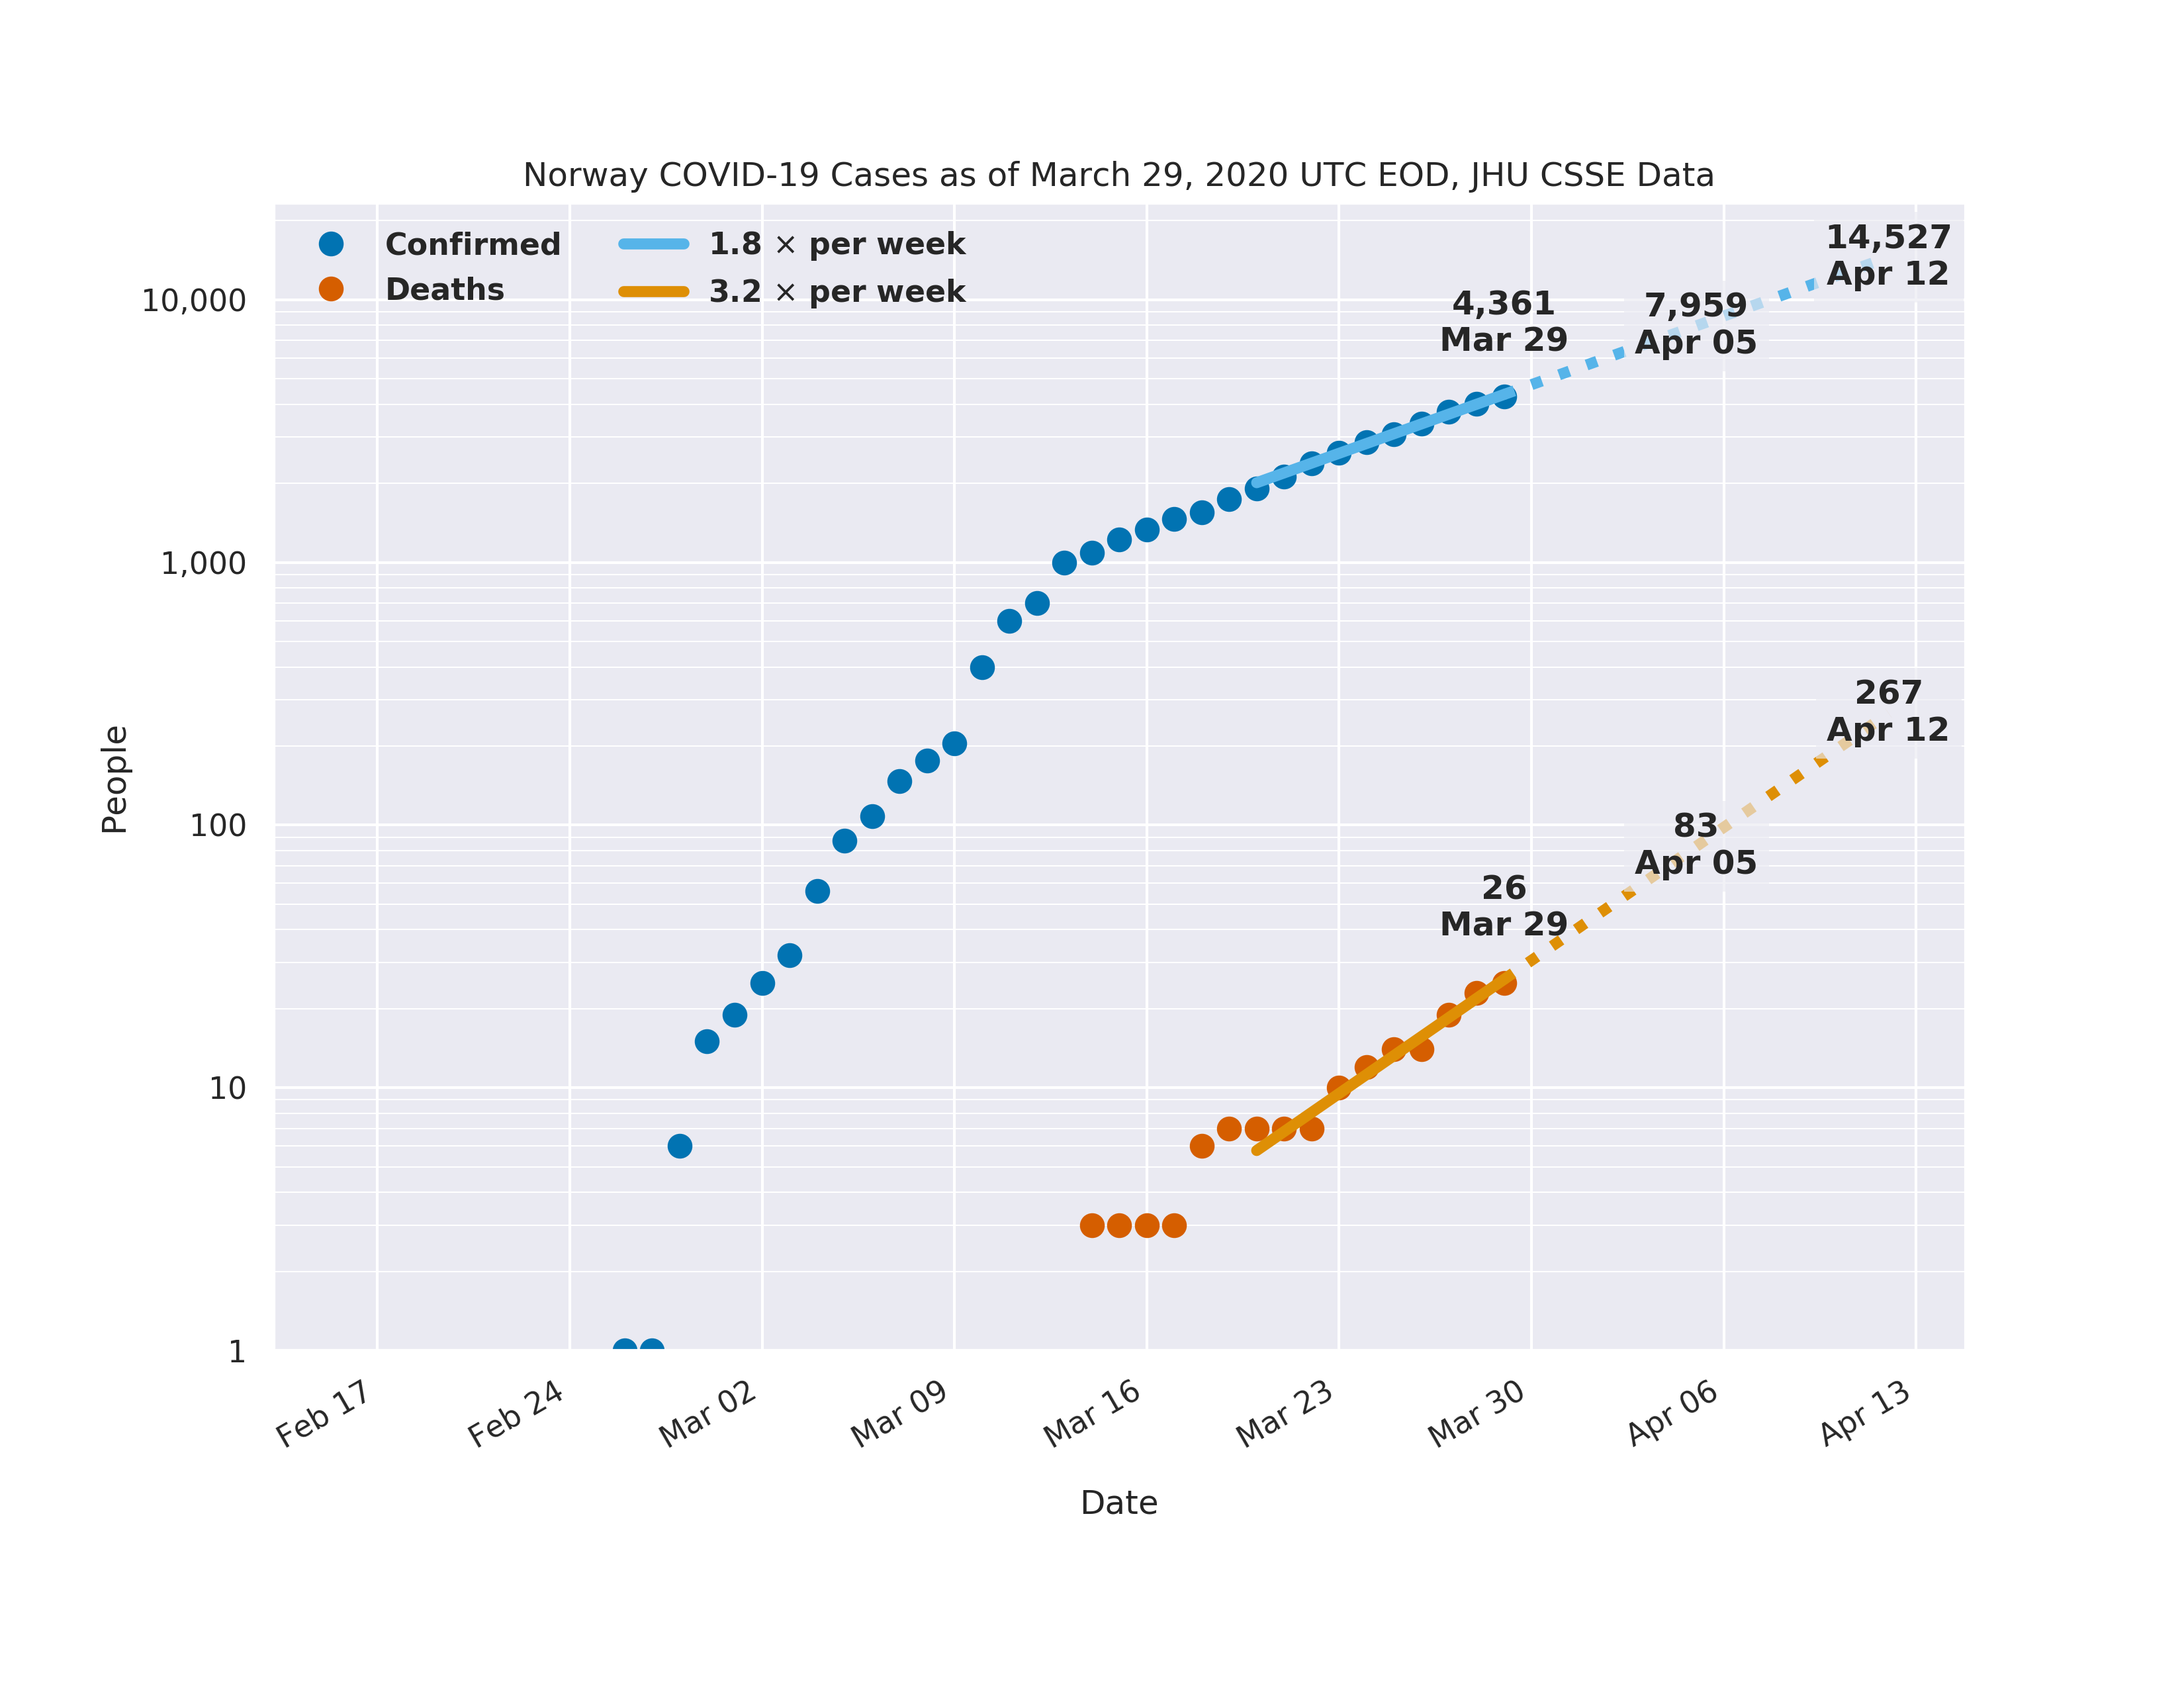 Norway COVID-19 Cases as of March 29, 2020 UTC EOD, JHU CSSE Data
Confirmed
Deaths
1.8 × per week
3.2 × per week
14,527
Apr 12
4,361
Mar 29
7,959
Apr 05
267
Apr 12
83
Apr 05
26
Mar 29
People
10,000
1,000
100
10
1
Feb 17
Feb 24
Mar 02
Mar 09
Mar 16
Mar 23
Mar 30
Apr 06
Apr 13
Date